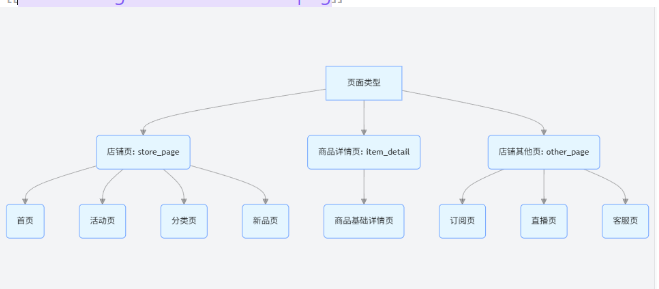 页面类型
店铺页: store_page
商品详情页: item_detail
店铺其他页: other_page
首页
活动页
分类页
新品页
商品基础详情页
订阅页
直播页
客服页